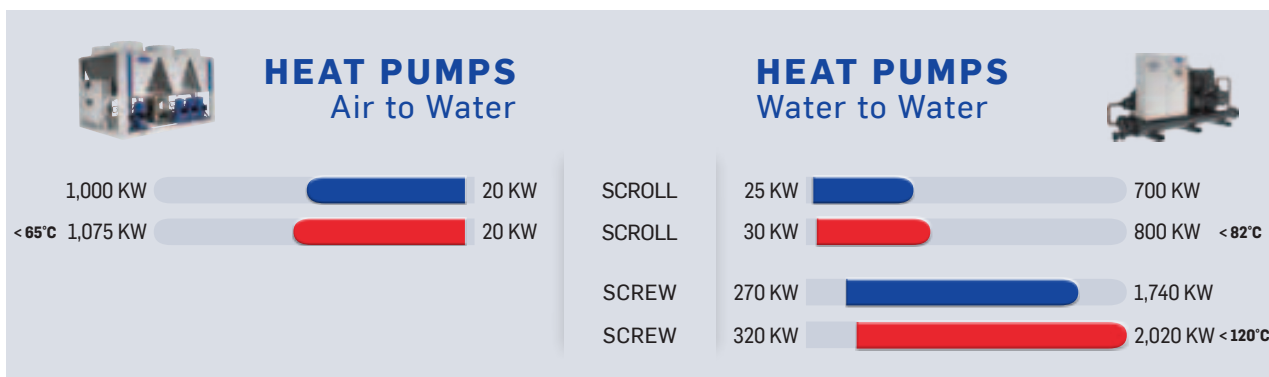 HEAT PUMPS
Air to Water
HEAT PUMPS
Water to Water
1,000 KW 20 KW SCROLL 25 KW 700 KW
< 65°C 1,075 KW 20 KW SCROLL 30 KW 800 KW < 82°C
SCREW 270 KW 1,740 KW
SCREW 320 KW 2,020 KW < 120°C